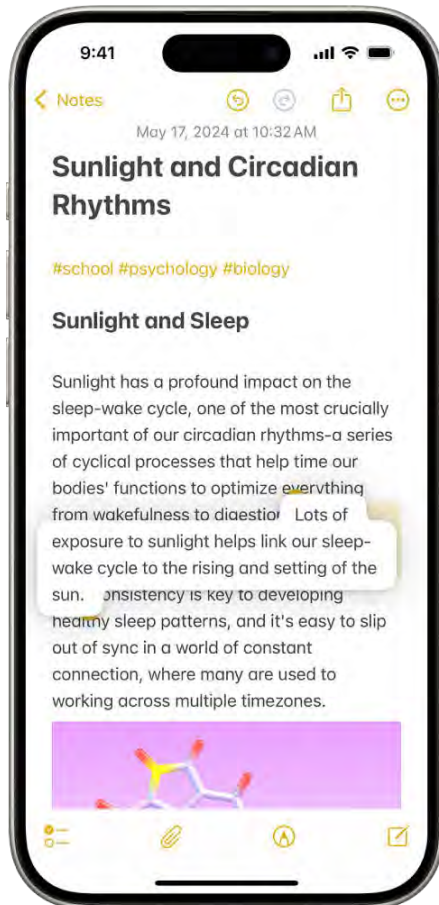 9:41
Notes
May 17, 2024 at 10:32 AM
Sunlight and Circadian
Rhythms
#school #psychology #biology
Sunlight and Sleep
Sunlight has a profound impact on the
sleep-wake cycle, one of the most crucially
important of our circadian rhythms-a series
of cyclical processes that help time our
bodies' functions to optimize everything
from wakefulness to digestion Lots of
exposure to sunlight helps link our sleep-
wake cycle to the rising and setting of the
sun. onsistency is key to developing
healthy sleep patterns, and it's easy to slip
out of sync in a world of constant
connection, where many are used to
working across multiple timezones.